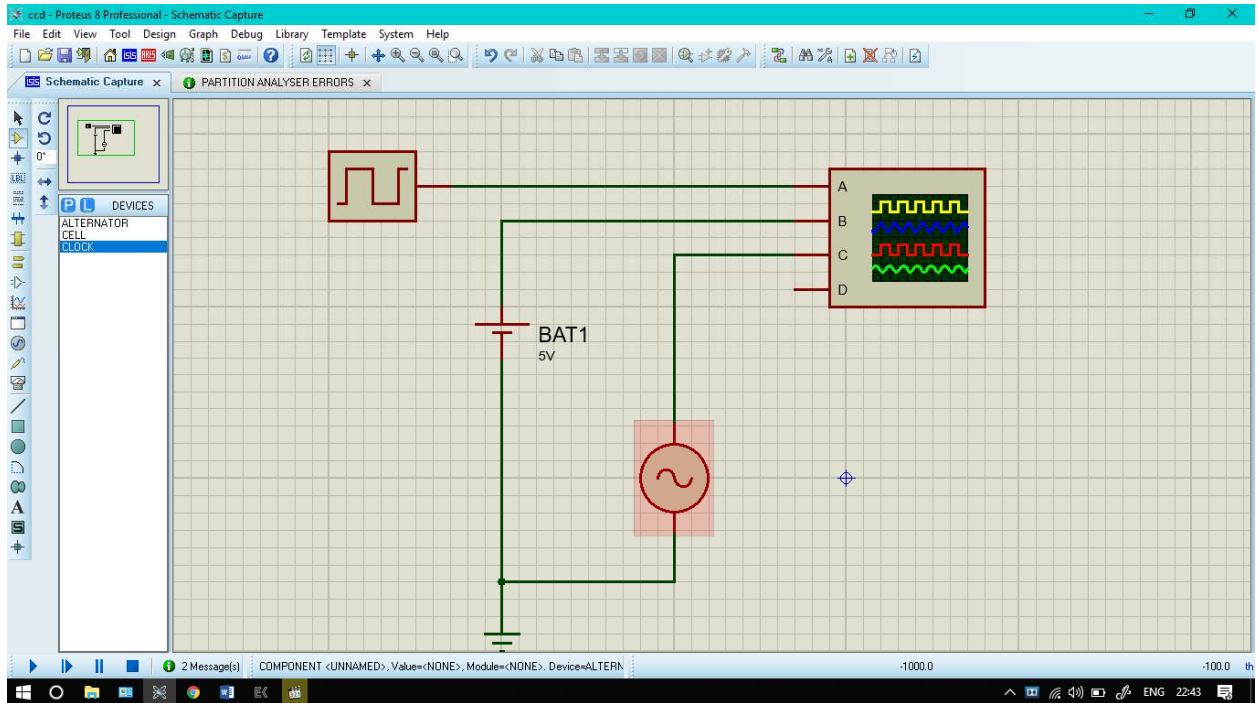 ccd - Proteus 8 Professional - Schematic Capture
File Edit View Tool Design Graph Debug Library Template System Help
Schematic Capture x
PARTITION ANALYSER ERRORS x
0°
LBL
P L DEVICES
ALTERNATOR
CELL
CLOCK
A
B
C
D
BAT1
5V
A
S
2 Message(s)
COMPONENT <UNNAMED>, Value=<NONE>, Module=<NONE>. Device=ALTERN
-1000.0
-100.0 th
ENG 22:43